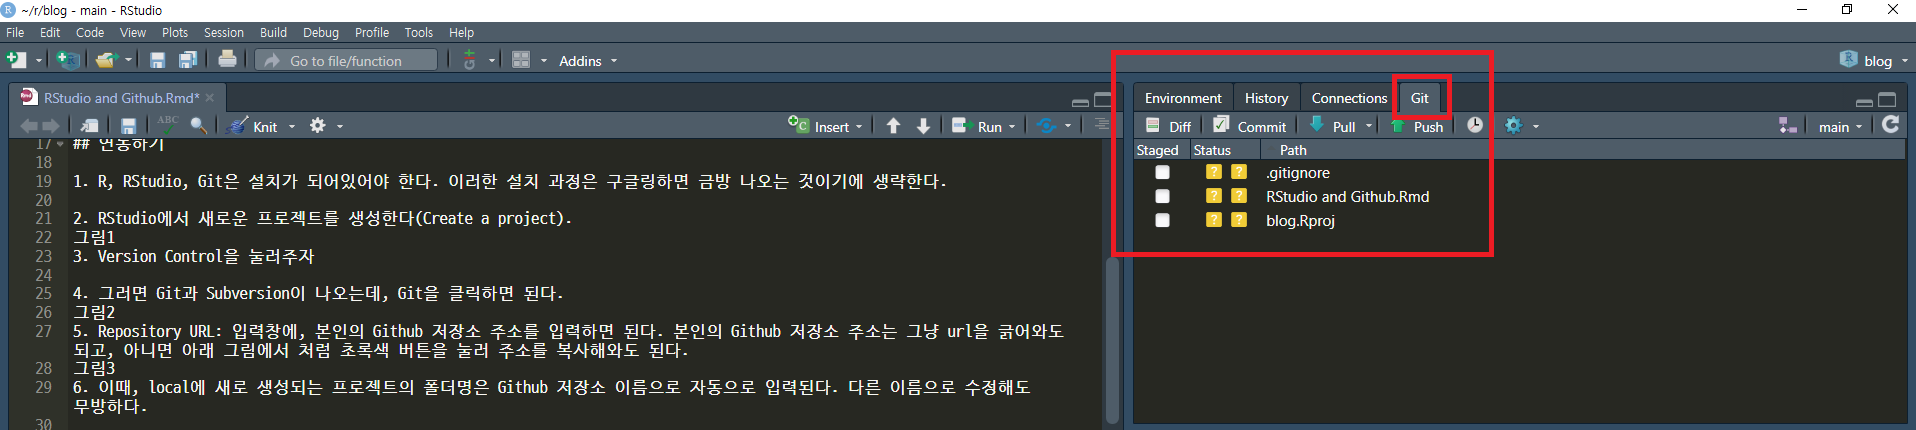 ~/r/blog - main - RStudio
File Edit Code View Plots Session Build Debug Profile Tools Help
Go to file/function Addins blog
RStudio and Github.Rmd*
ABC Knit Insert Run
17 ## 연동하기
18
19 1. R, RStudio, Git은 설치가 되어있어야 한다. 이러한 설치 과정은 구글링하면 금방 나오는 것이기에 생략한다.
20
21 2. RStudio에서 새로운 프로젝트를 생성한다(Create a project).
22 그림1
23 3. Version Control을 눌러주자
24
25 4. 그러면 Git과 Subversion이 나오는데, Git을 클릭하면 된다.
26 그림2
27 5. Repository URL: 입력창에, 본인의 Github 저장소 주소를 입력하면 된다. 본인의 Github 저장소 주소는 그냥 url을 긁어와도
되고, 아니면 아래 그림에서 처럼 초록색 버튼을 눌러 주소를 복사해와도 된다.
28 그림3
29 6. 이때, local에 새로 생성되는 프로젝트의 폴더명은 Github 저장소 이름으로 자동으로 입력된다. 다른 이름으로 수정해도
무방하다.
30
Environment History Connections Git
Diff Commit Pull Push main
Staged Status Path
? ? .gitignore
? ? RStudio and Github.Rmd
? ? blog.Rproj